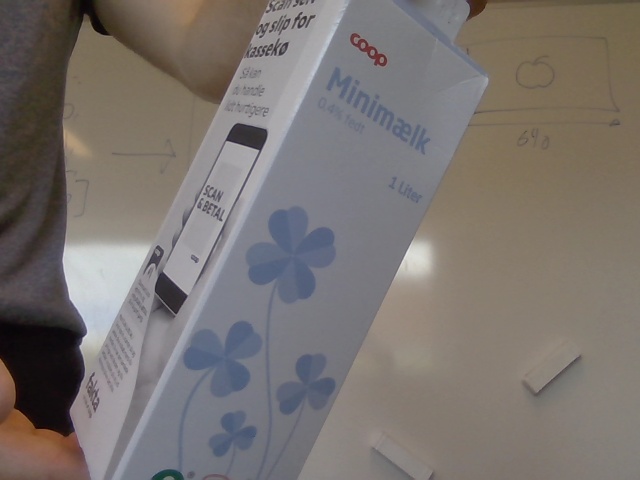 Scan selv
og slip for
kassekø
Så kan
du handle
lidt hurtigere
SCAN
& BETAL
coop
Minimælk
0.4% fedt
1 Liter
640